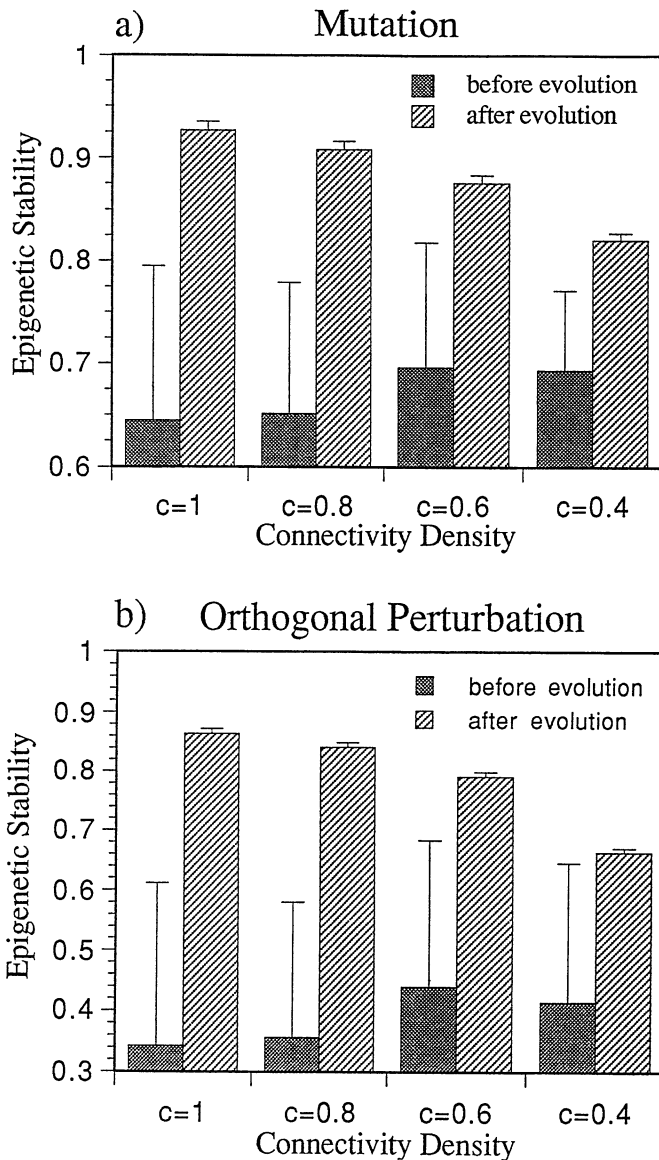 a) Mutation
1
before evolution
after evolution
0.9
0.8
0.7
0.6
Epigenetic Stability
c=1 c=0.8 c=0.6 c=0.4
Connectivity Density
b) Orthogonal Perturbation
1
before evolution
after evolution
0.9
0.8
0.7
0.6
0.5
0.4
0.3
Epigenetic Stability
c=1 c=0.8 c=0.6 c=0.4
Connectivity Density